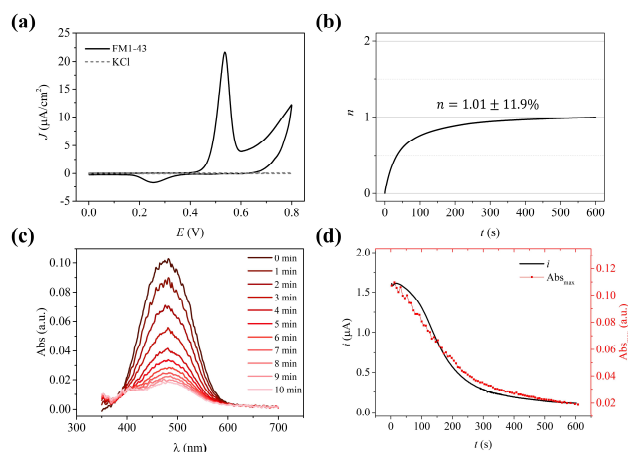 (a)
FM1-43
KCl
J (µA/cm²)
25
20
15
10
5
0
5
0.0
0.2
0.4
0.6
0.8
E (V)
(b)
n = 1.01 ± 11.9%
n
2
1
0
0
100
200
300
400
500
600
t (s)
(c)
0 min
1 min
2 min
3 min
4 min
5 min
6 min
7 min
8 min
9 min
10 min
Abs (a.u.)
0.10
0.08
0.06
0.04
0.02
0.00
400
500
600
700
λ (nm)
(d)
i
Absmax
i (µA)
2.0
1.5
1.0
0.5
0.0
0
100
200
300
400
500
600
t (s)
0.11
0.10
0.08
0.06
0.04
0.02
Abs (a.u.)